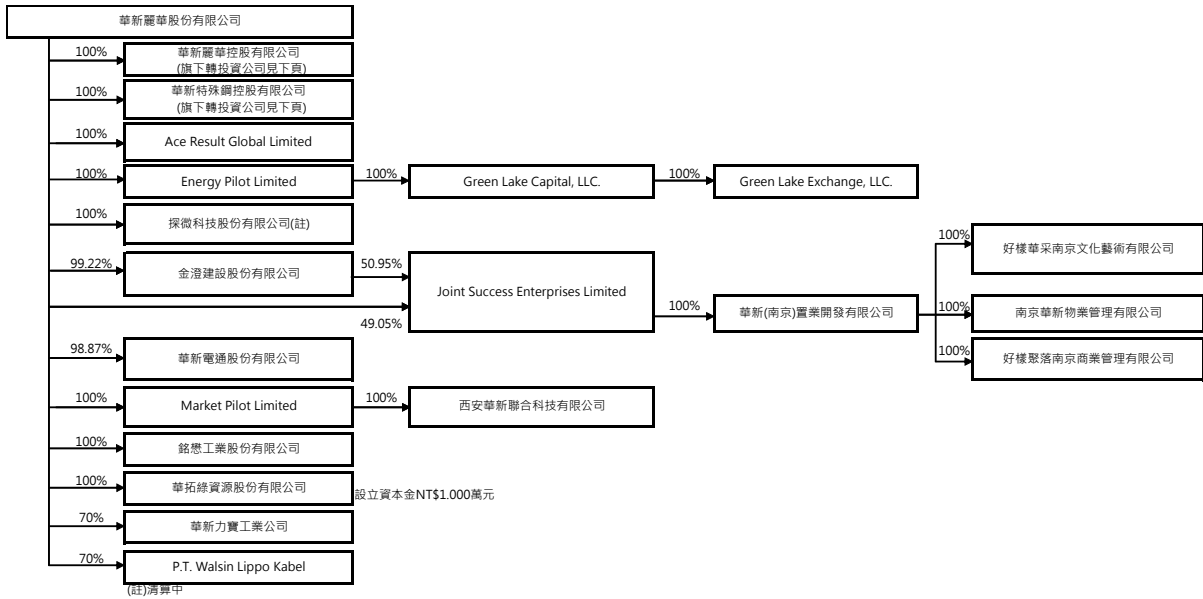 華新麗華股份有限公司
100%
華新麗華控股有限公司
(旗下轉投資公司見下頁)
100%
華新特殊鋼控股有限公司
(旗下轉投資公司見下頁)
100%
Ace Result Global Limited
100%
Energy Pilot Limited
100%
Green Lake Capital, LLC.
100%
Green Lake Exchange, LLC.
100%
探微科技股份有限公司(註)
99.22%
金澄建設股份有限公司
50.95%
49.05%
Joint Success Enterprises Limited
100%
華新(南京)置業開發有限公司
100%
好樣華采南京文化藝術有限公司
100%
南京華新物業管理有限公司
100%
好樣聚落南京商業管理有限公司
98.87%
華新電通股份有限公司
100%
Market Pilot Limited
100%
西安華新聯合科技有限公司
100%
銘懋工業股份有限公司
100%
華拓綠資源股份有限公司
設立資本金NT$1.000萬元
70%
華新力寶工業公司
70%
P.T. Walsin Lippo Kabel
(註)清算中